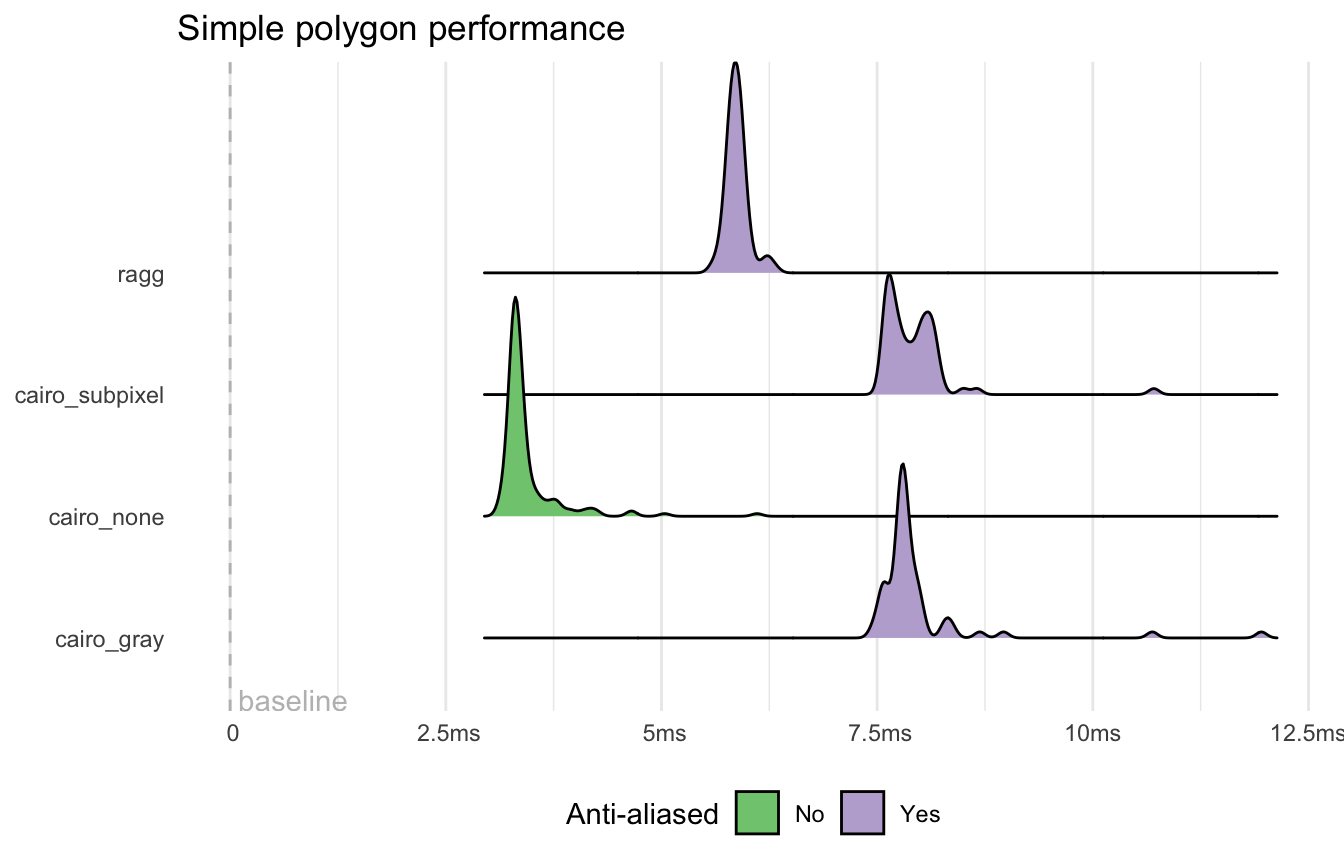 Simple polygon performance
ragg
cairo_subpixel
cairo_none
cairo_gray
baseline
0 2.5ms 5ms 7.5ms 10ms 12.5ms
Anti-aliased No Yes